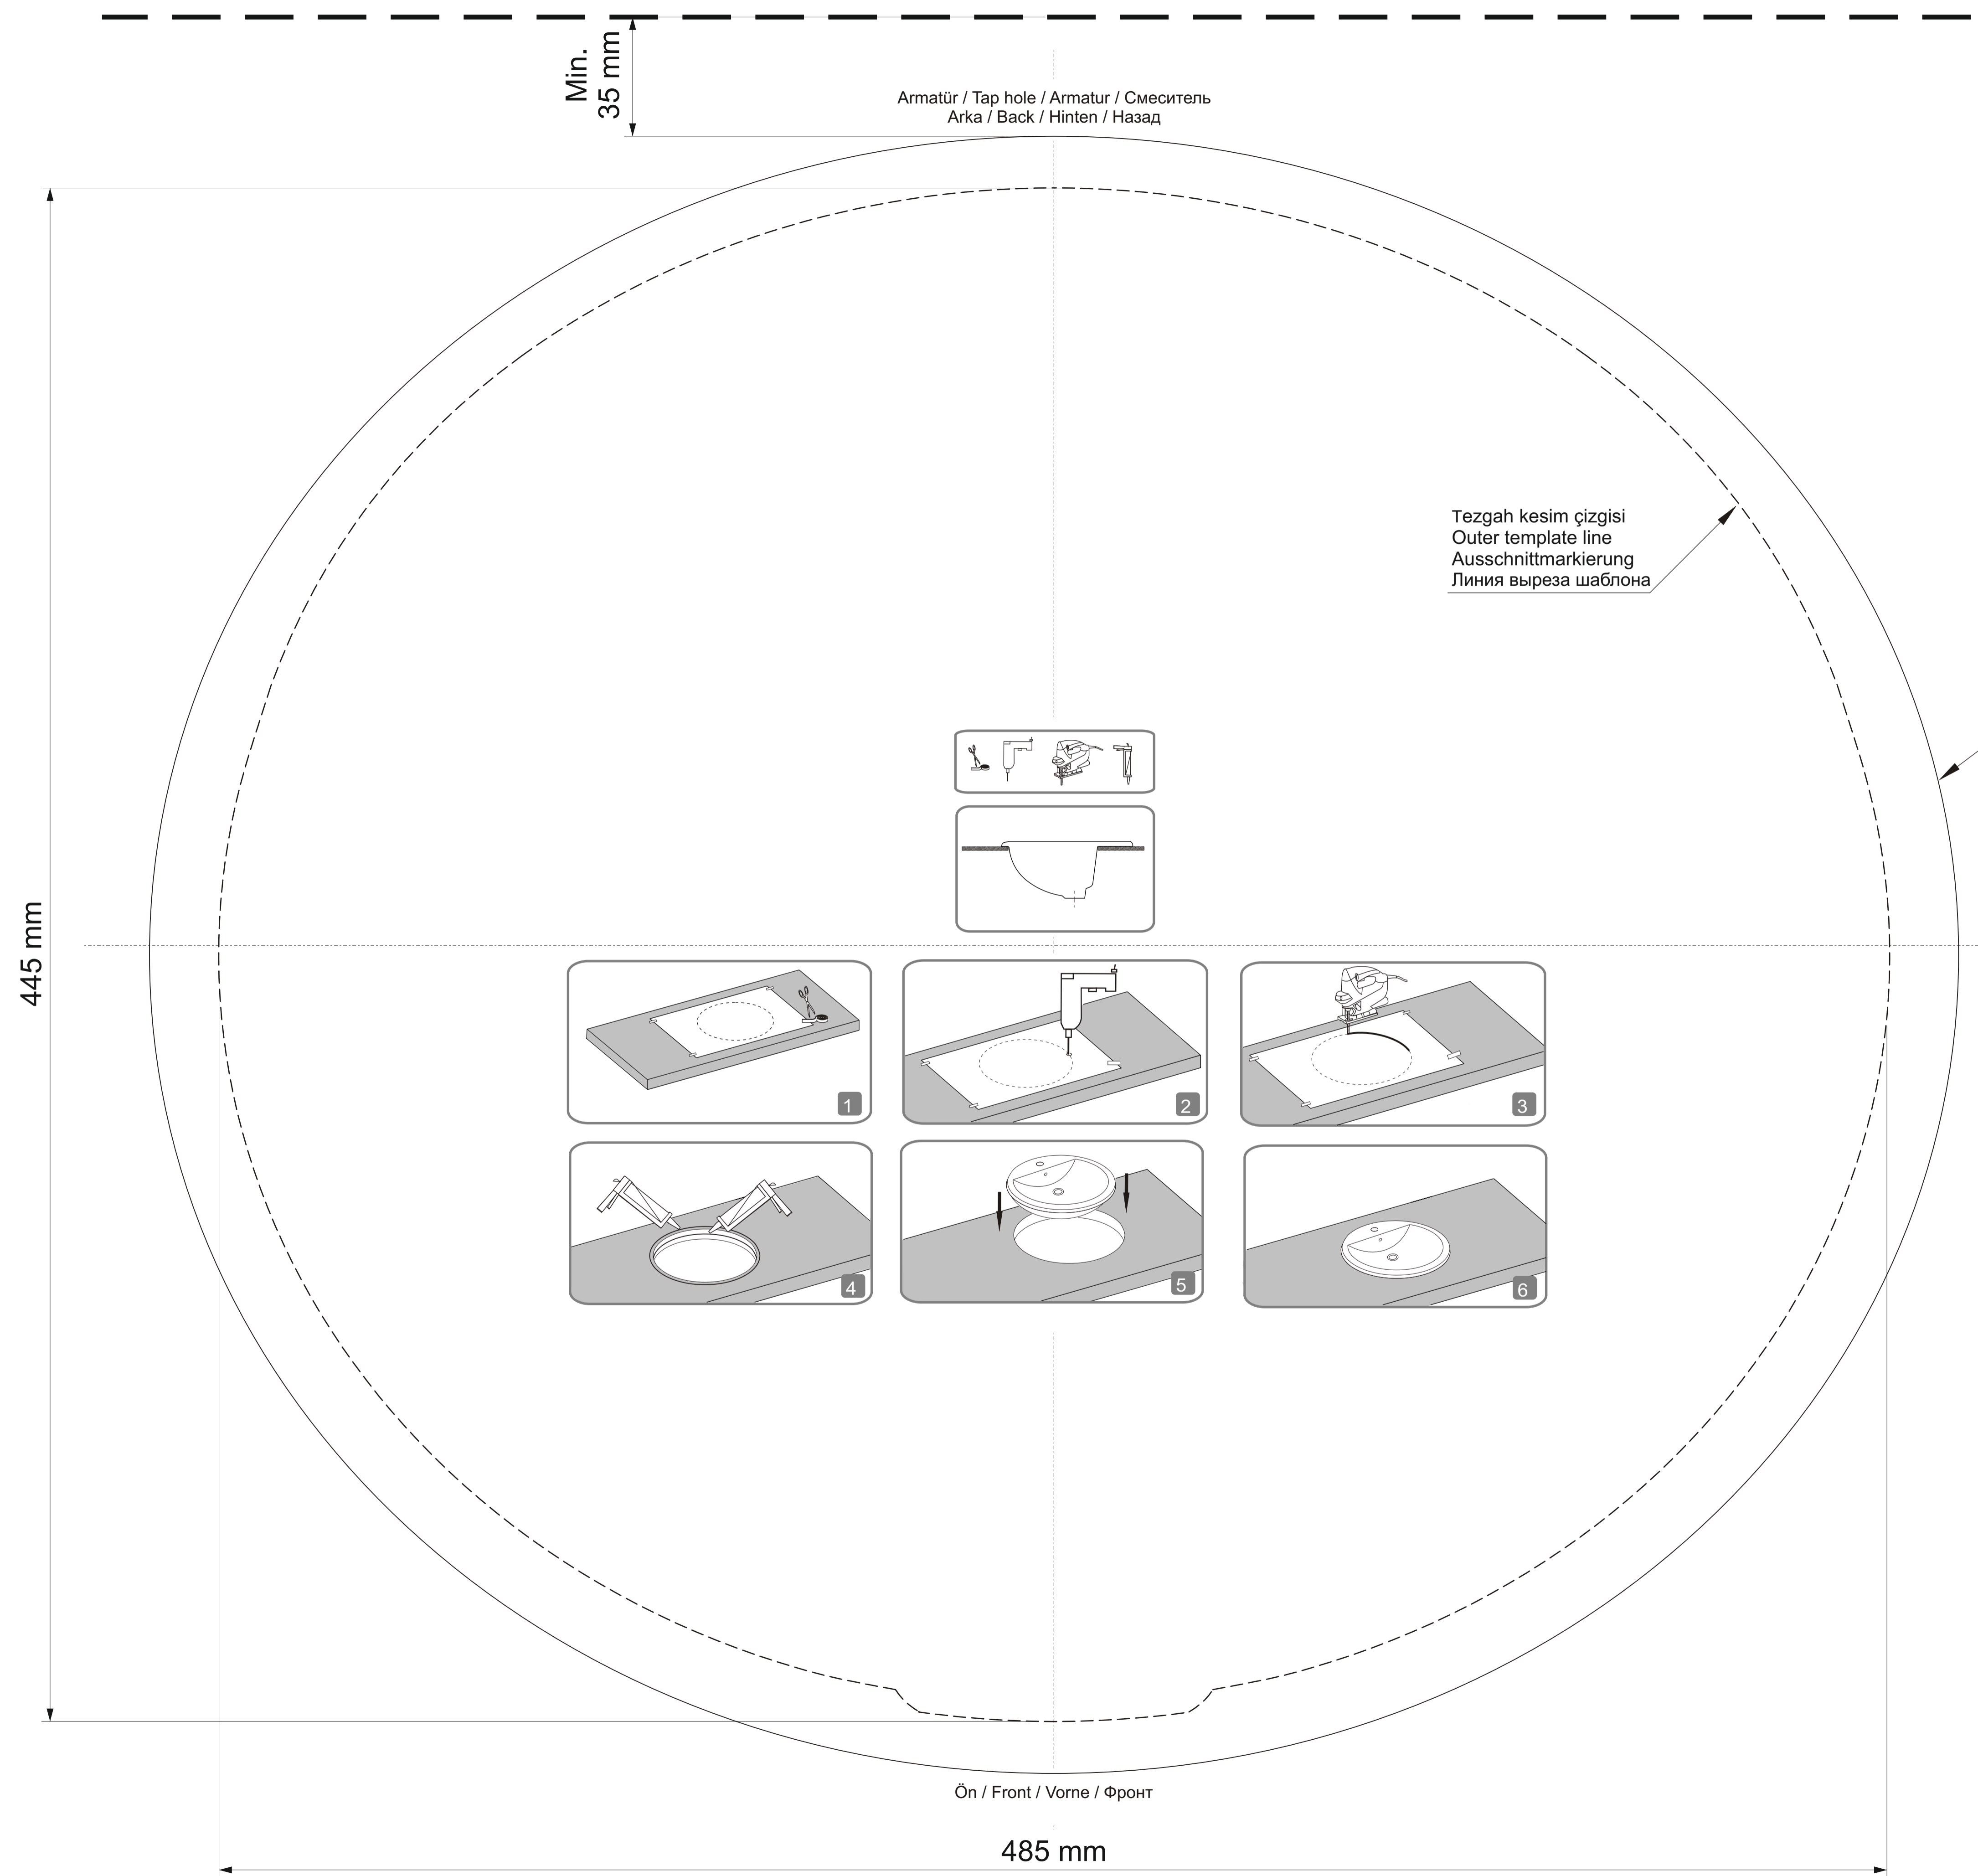 Min.
35 mm
Armatür / Tap hole / Armatur / Смеситель
Arka / Back / Hinten / Назад
Tezgah kesim çizgisi
Outer template line
Ausschnittmarkierung
Линия выреза шаблона
445 mm
1
2
3
4
5
6
Ön / Front / Vorne / Фронт
485 mm